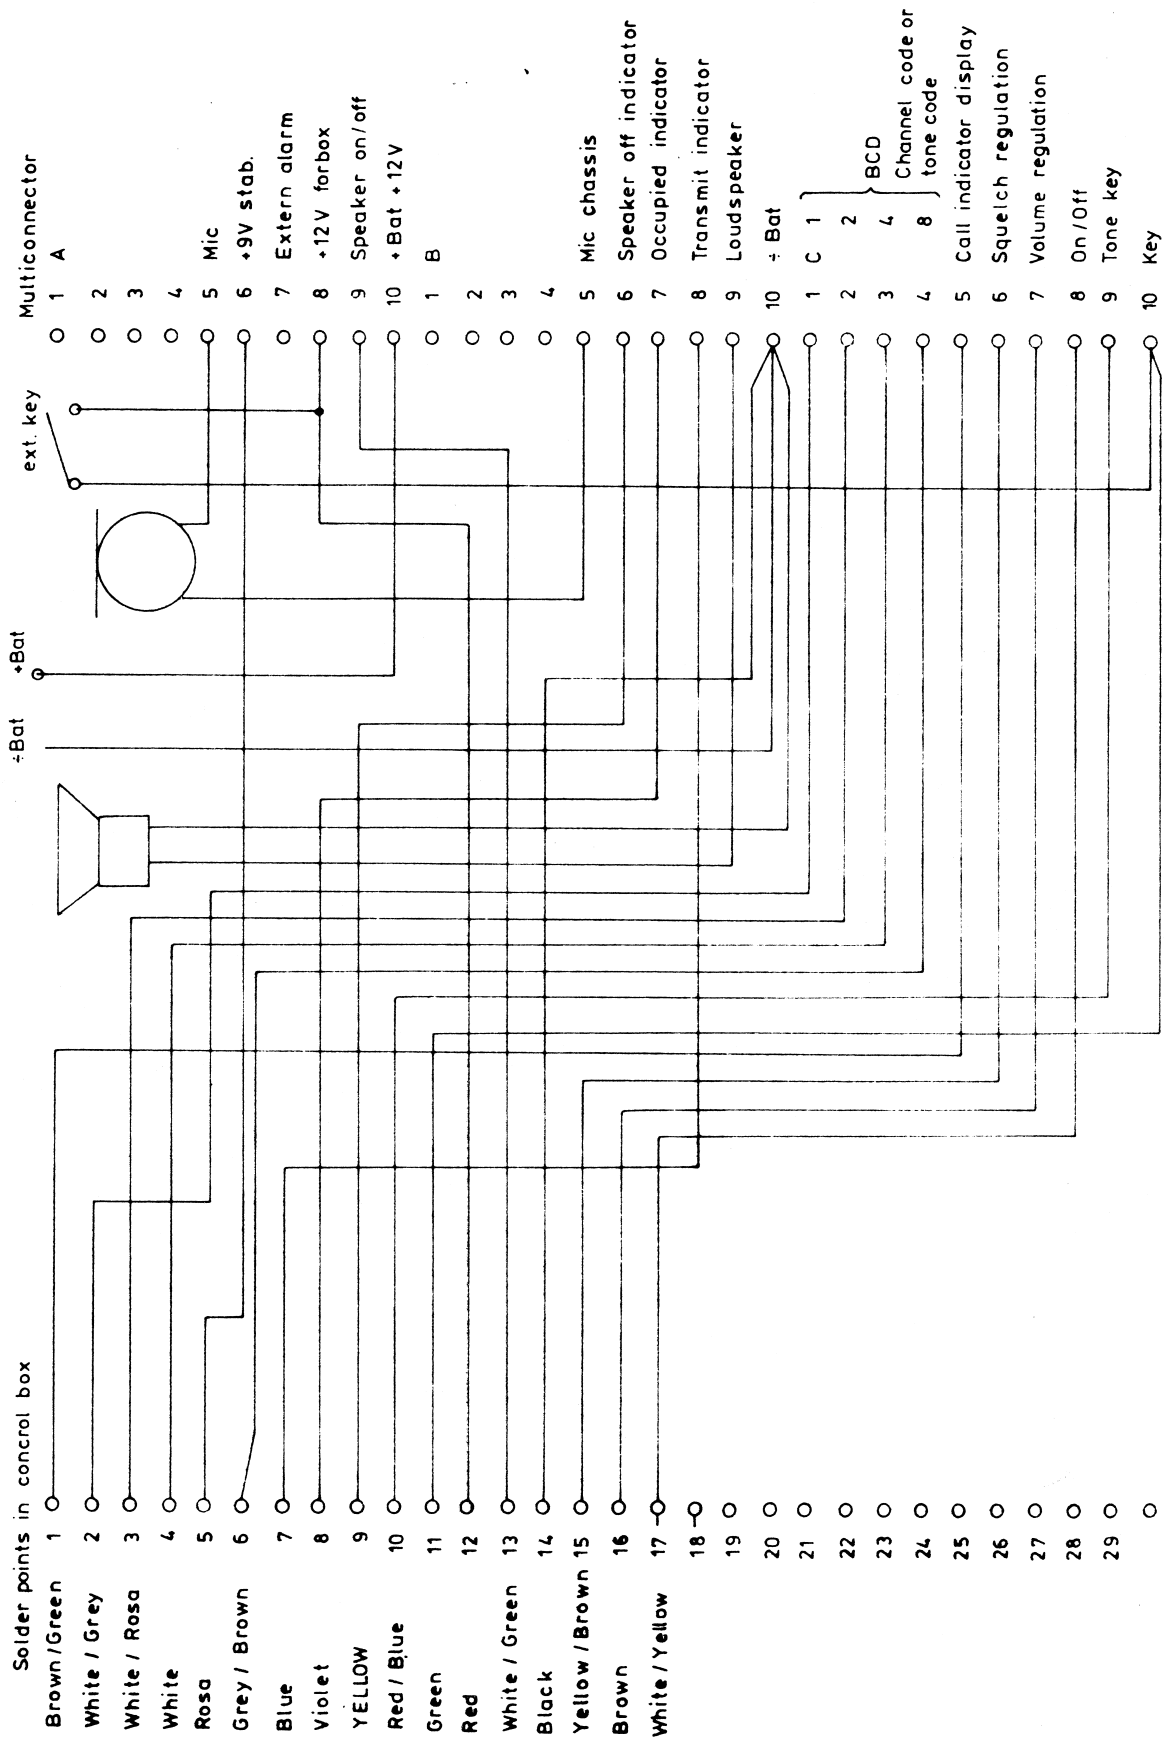 Multiconnector
1 A
2
3
4
5 Mic
6 +9V stab.
7 Extern alarm
8 +12V forbox
9 Speaker on/off
10 +Bat +12V
1 B
2
3
4
5 Mic chassis
6 Speaker off indicator
7 Occupied indicator
8 Transmit indicator
9 Loudspeaker
10 ÷ Bat
1 C 1
2 2
3 4
4 8
BCD
Channel code or
tone code
5 Call indicator display
6 Squelch regulation
7 Volume regulation
8 On/Off
9 Tone key
10 Key
ext. key
+Bat
÷Bat
Solder points in concrol box
Brown/Green 1
White / Grey 2
White / Rosa 3
White 4
Rosa 5
Grey / Brown 6
Blue 7
Violet 8
YELLOW 9
Red / Blue 10
Green 11
Red 12
White / Green 13
Black 14
Yellow / Brown 15
Brown 16
White / Yellow 17
18
19
20
21
22
23
24
25
26
27
28
29